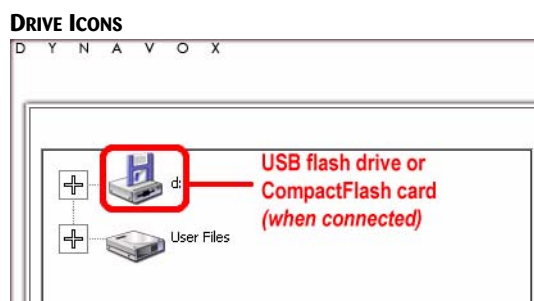 DRIVE ICONS
D Y N A V O X
USB flash drive or
d: CompactFlash card
(when connected)
User Files